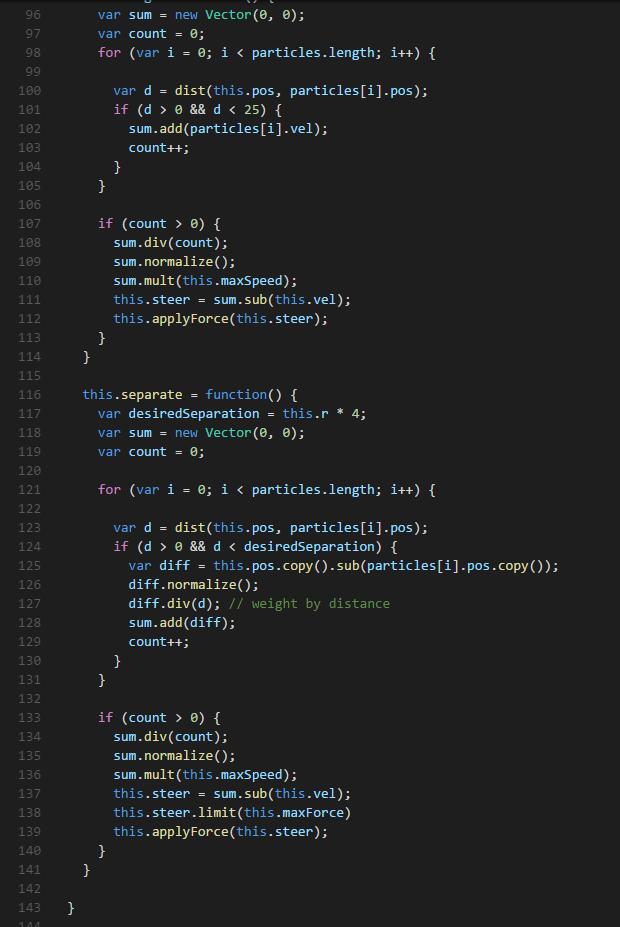 96 var sum = new Vector(0, 0);
97 var count = 0;
98 for (var i = 0; i < particles.length; i++) {
99
100 var d = dist(this.pos, particles[i].pos);
101 if (d > 0 && d < 25) {
102 sum.add(particles[i].vel);
103 count++;
104 }
105 }
106
107 if (count > 0) {
108 sum.div(count);
109 sum.normalize();
110 sum.mult(this.maxSpeed);
111 this.steer = sum.sub(this.vel);
112 this.applyForce(this.steer);
113 }
114 }
115
116 this.separate = function() {
117 var desiredSeparation = this.r * 4;
118 var sum = new Vector(0, 0);
119 var count = 0;
120
121 for (var i = 0; i < particles.length; i++) {
122
123 var d = dist(this.pos, particles[i].pos);
124 if (d > 0 && d < desiredSeparation) {
125 var diff = this.pos.copy().sub(particles[i].pos.copy());
126 diff.normalize();
127 diff.div(d); // weight by distance
128 sum.add(diff);
129 count++;
130 }
131 }
132
133 if (count > 0) {
134 sum.div(count);
135 sum.normalize();
136 sum.mult(this.maxSpeed);
137 this.steer = sum.sub(this.vel);
138 this.steer.limit(this.maxForce)
139 this.applyForce(this.steer);
140 }
141 }
142
143 }